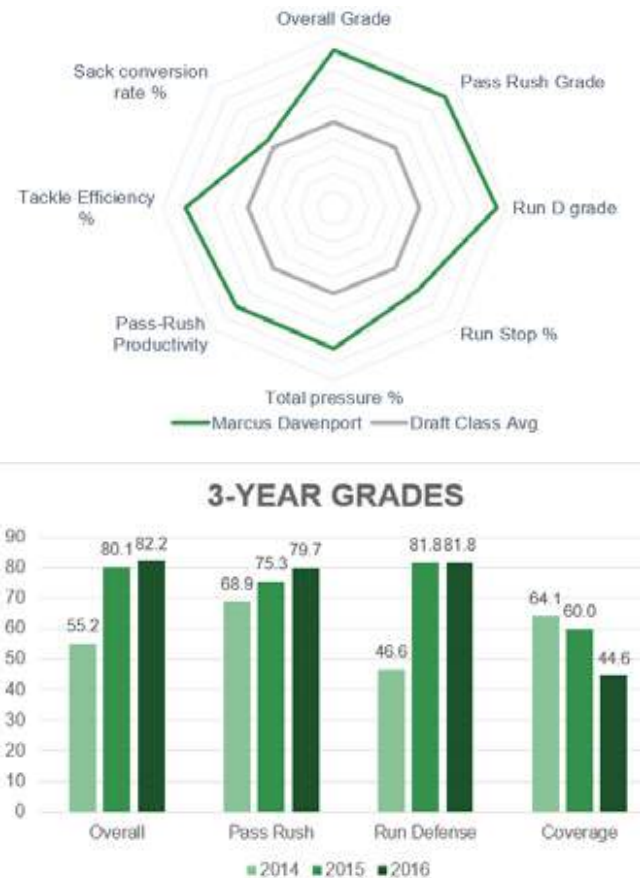 Overall Grade
Sack conversion
rate %
Pass Rush Grade
Tackle Efficiency
%
Run D grade
Pass-Rush
Productivity
Run Stop %
Total pressure %
Marcus Davenport Draft Class Avg
3-YEAR GRADES
90
80
70
60
50
40
30
20
10
0
55.2 80.1 82.2
68.9 75.3 79.7
46.6 81.8 81.8
64.1 60.0 44.6
Overall Pass Rush Run Defense Coverage
2014 2015 2016